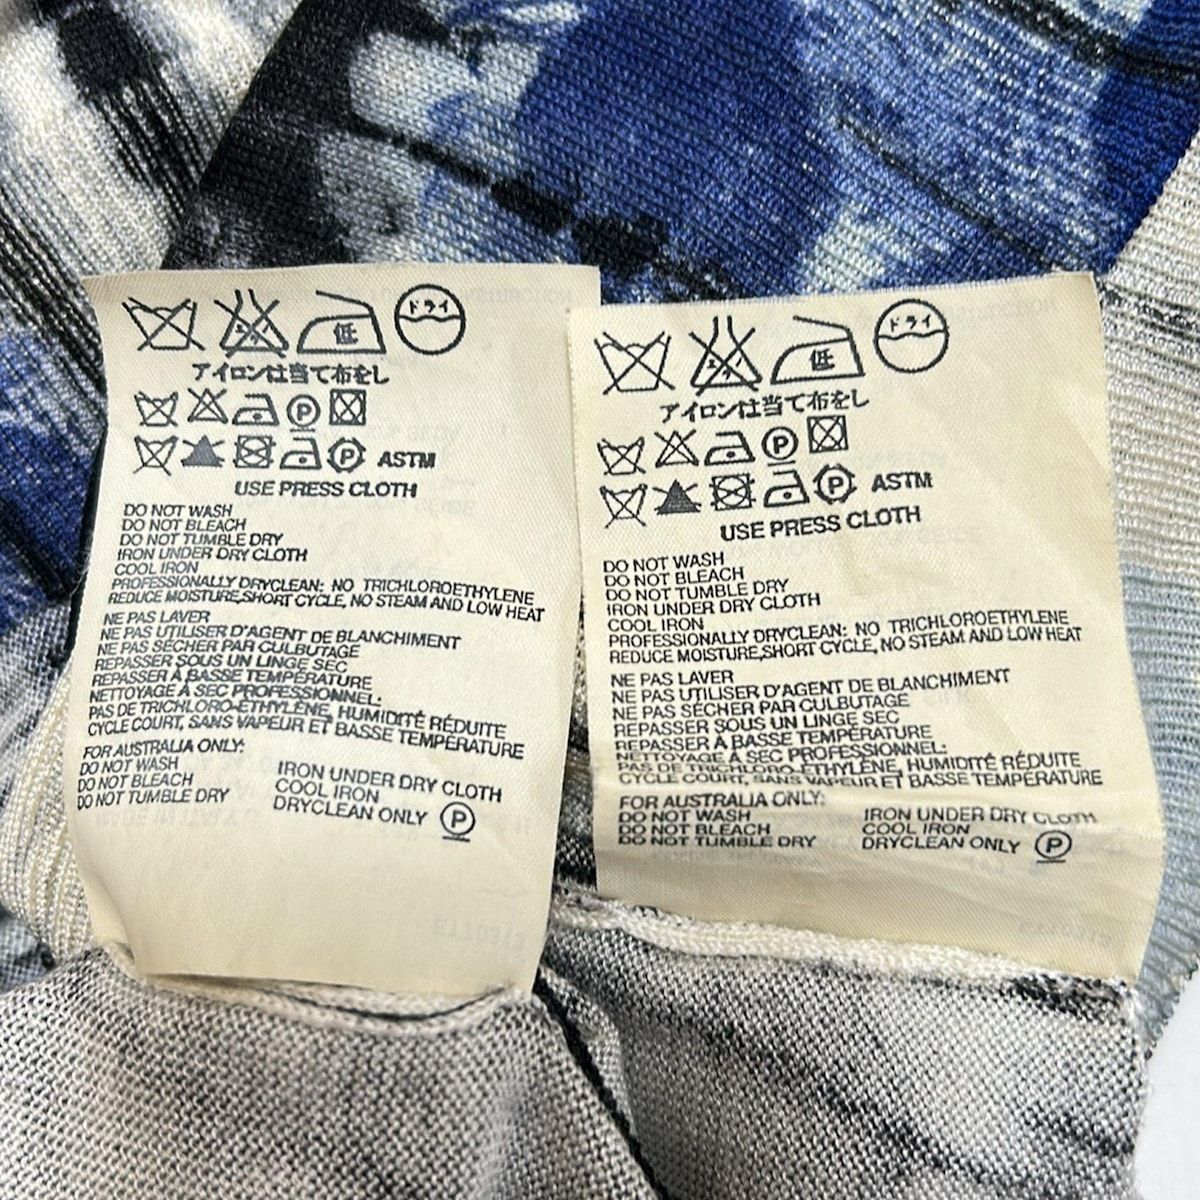 低 ドライ
アイロンは当て布をし
P
P ASTM
USE PRESS CLOTH
DO NOT WASH
DO NOT BLEACH
DO NOT TUMBLE DRY
IRON UNDER DRY CLOTH
COOL IRON
PROFESSIONALLY DRYCLEAN: NO TRICHLOROETHYLENE
REDUCE MOISTURE,SHORT CYCLE, NO STEAM AND LOW HEAT
NE PAS LAVER
NE PAS UTILISER D'AGENT DE BLANCHIMENT
NE PAS SÉCHER PAR CULBUTAGE
REPASSER SOUS UN LINGE SEC
REPASSER À BASSE TEMPÉRATURE
NETTOYAGE À SEC PROFESSIONNEL:
PAS DE TRICHLORO-ÉTHYLÈNE, HUMIDITÉ RÉDUITE
CYCLE COURT, SANS VAPEUR ET BASSE TEMPÉRATURE
FOR AUSTRALIA ONLY:
DO NOT WASH
DO NOT BLEACH
DO NOT TUMBLE DRY
IRON UNDER DRY CLOTH
COOL IRON
DRYCLEAN ONLY P
低 ドライ
アイロンは当て布をし
P
P ASTM
USE PRESS CLOTH
DO NOT WASH
DO NOT BLEACH
DO NOT TUMBLE DRY
IRON UNDER DRY CLOTH
COOL IRON
PROFESSIONALLY DRYCLEAN: NO TRICHLOROETHYLENE
REDUCE MOISTURE,SHORT CYCLE, NO STEAM AND LOW HEAT
NE PAS LAVER
NE PAS UTILISER D'AGENT DE BLANCHIMENT
NE PAS SÉCHER PAR CULBUTAGE
REPASSER SOUS UN LINGE SEC
REPASSER À BASSE TEMPÉRATURE
NETTOYAGE À SEC PROFESSIONNEL:
PAS DE TRICHLORO-ÉTHYLÈNE, HUMIDITÉ RÉDUITE
CYCLE COURT, SANS VAPEUR ET BASSE TEMPÉRATURE
FOR AUSTRALIA ONLY:
DO NOT WASH
DO NOT BLEACH
DO NOT TUMBLE DRY
IRON UNDER DRY CLOTH
COOL IRON
DRYCLEAN ONLY P